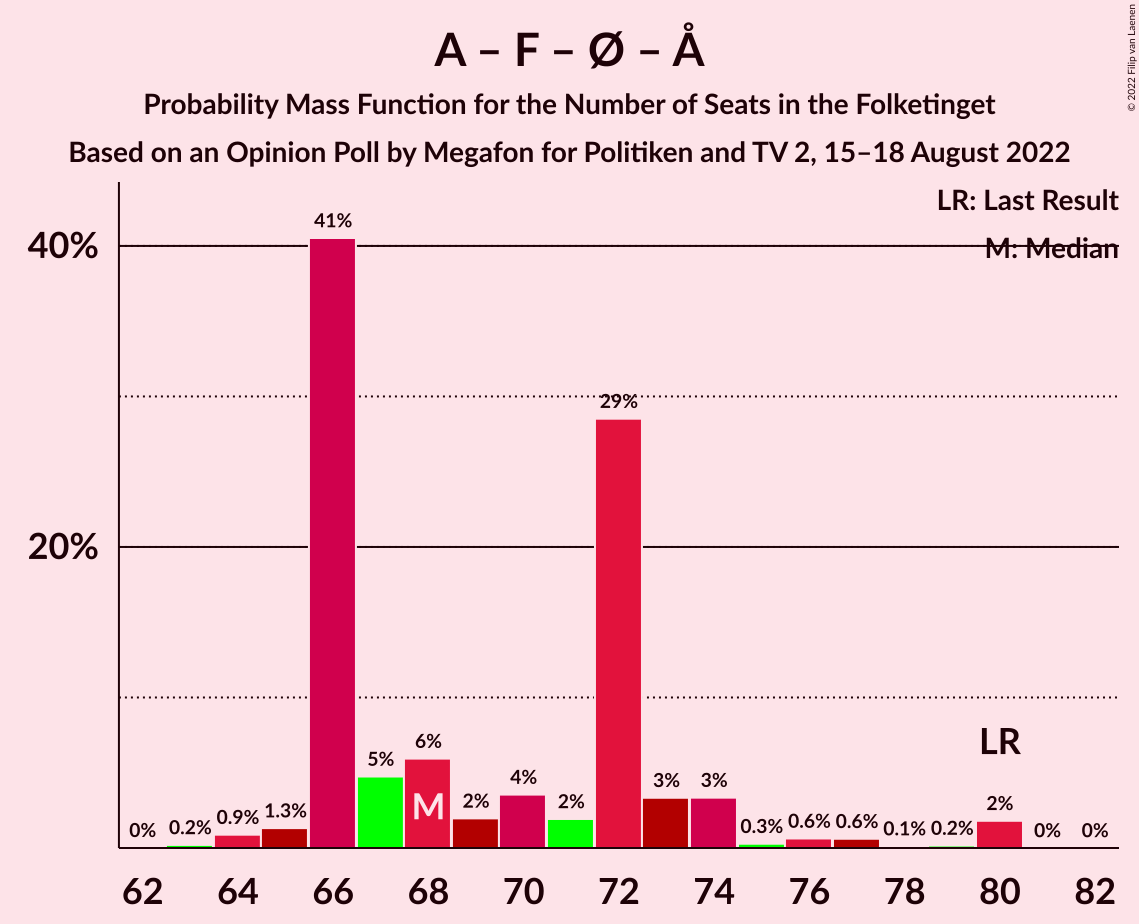 A – F – Ø – Å
Probability Mass Function for the Number of Seats in the Folketinget
Based on an Opinion Poll by Megafon for Politiken and TV 2, 15–18 August 2022
© 2022 Filip van Laenen
LR: Last Result
M: Median
40%
20%
0%
0.2%
0.9%
1.3%
41%
5%
6%
2%
4%
2%
29%
3%
3%
0.3%
0.6%
0.6%
0.1%
0.2%
2%
0%
0%
M
LR
62 64 66 68 70 72 74 76 78 80 82